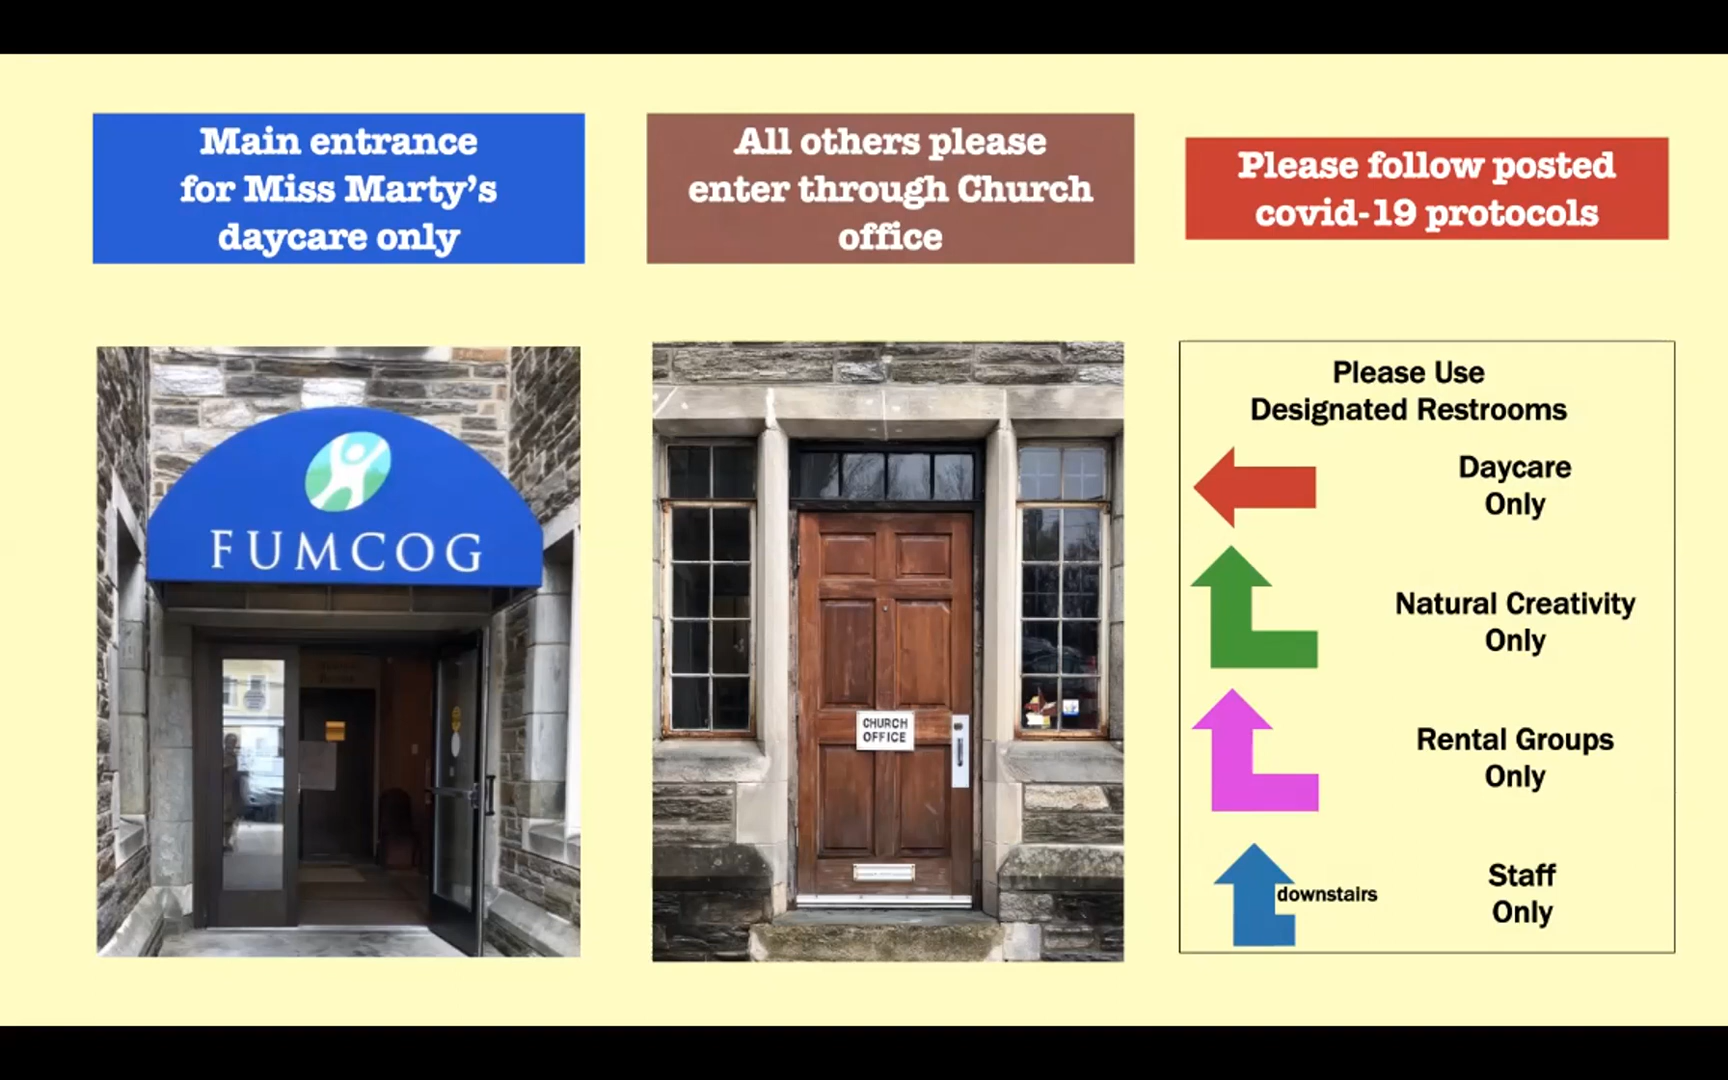 Main entrance
for Miss Marty's
daycare only
All others please
enter through Church
office
Please follow posted
covid-19 protocols
FUMCOG
CHURCH
OFFICE
Please Use
Designated Restrooms
Daycare
Only
Natural Creativity
Only
Rental Groups
Only
downstairs
Staff
Only